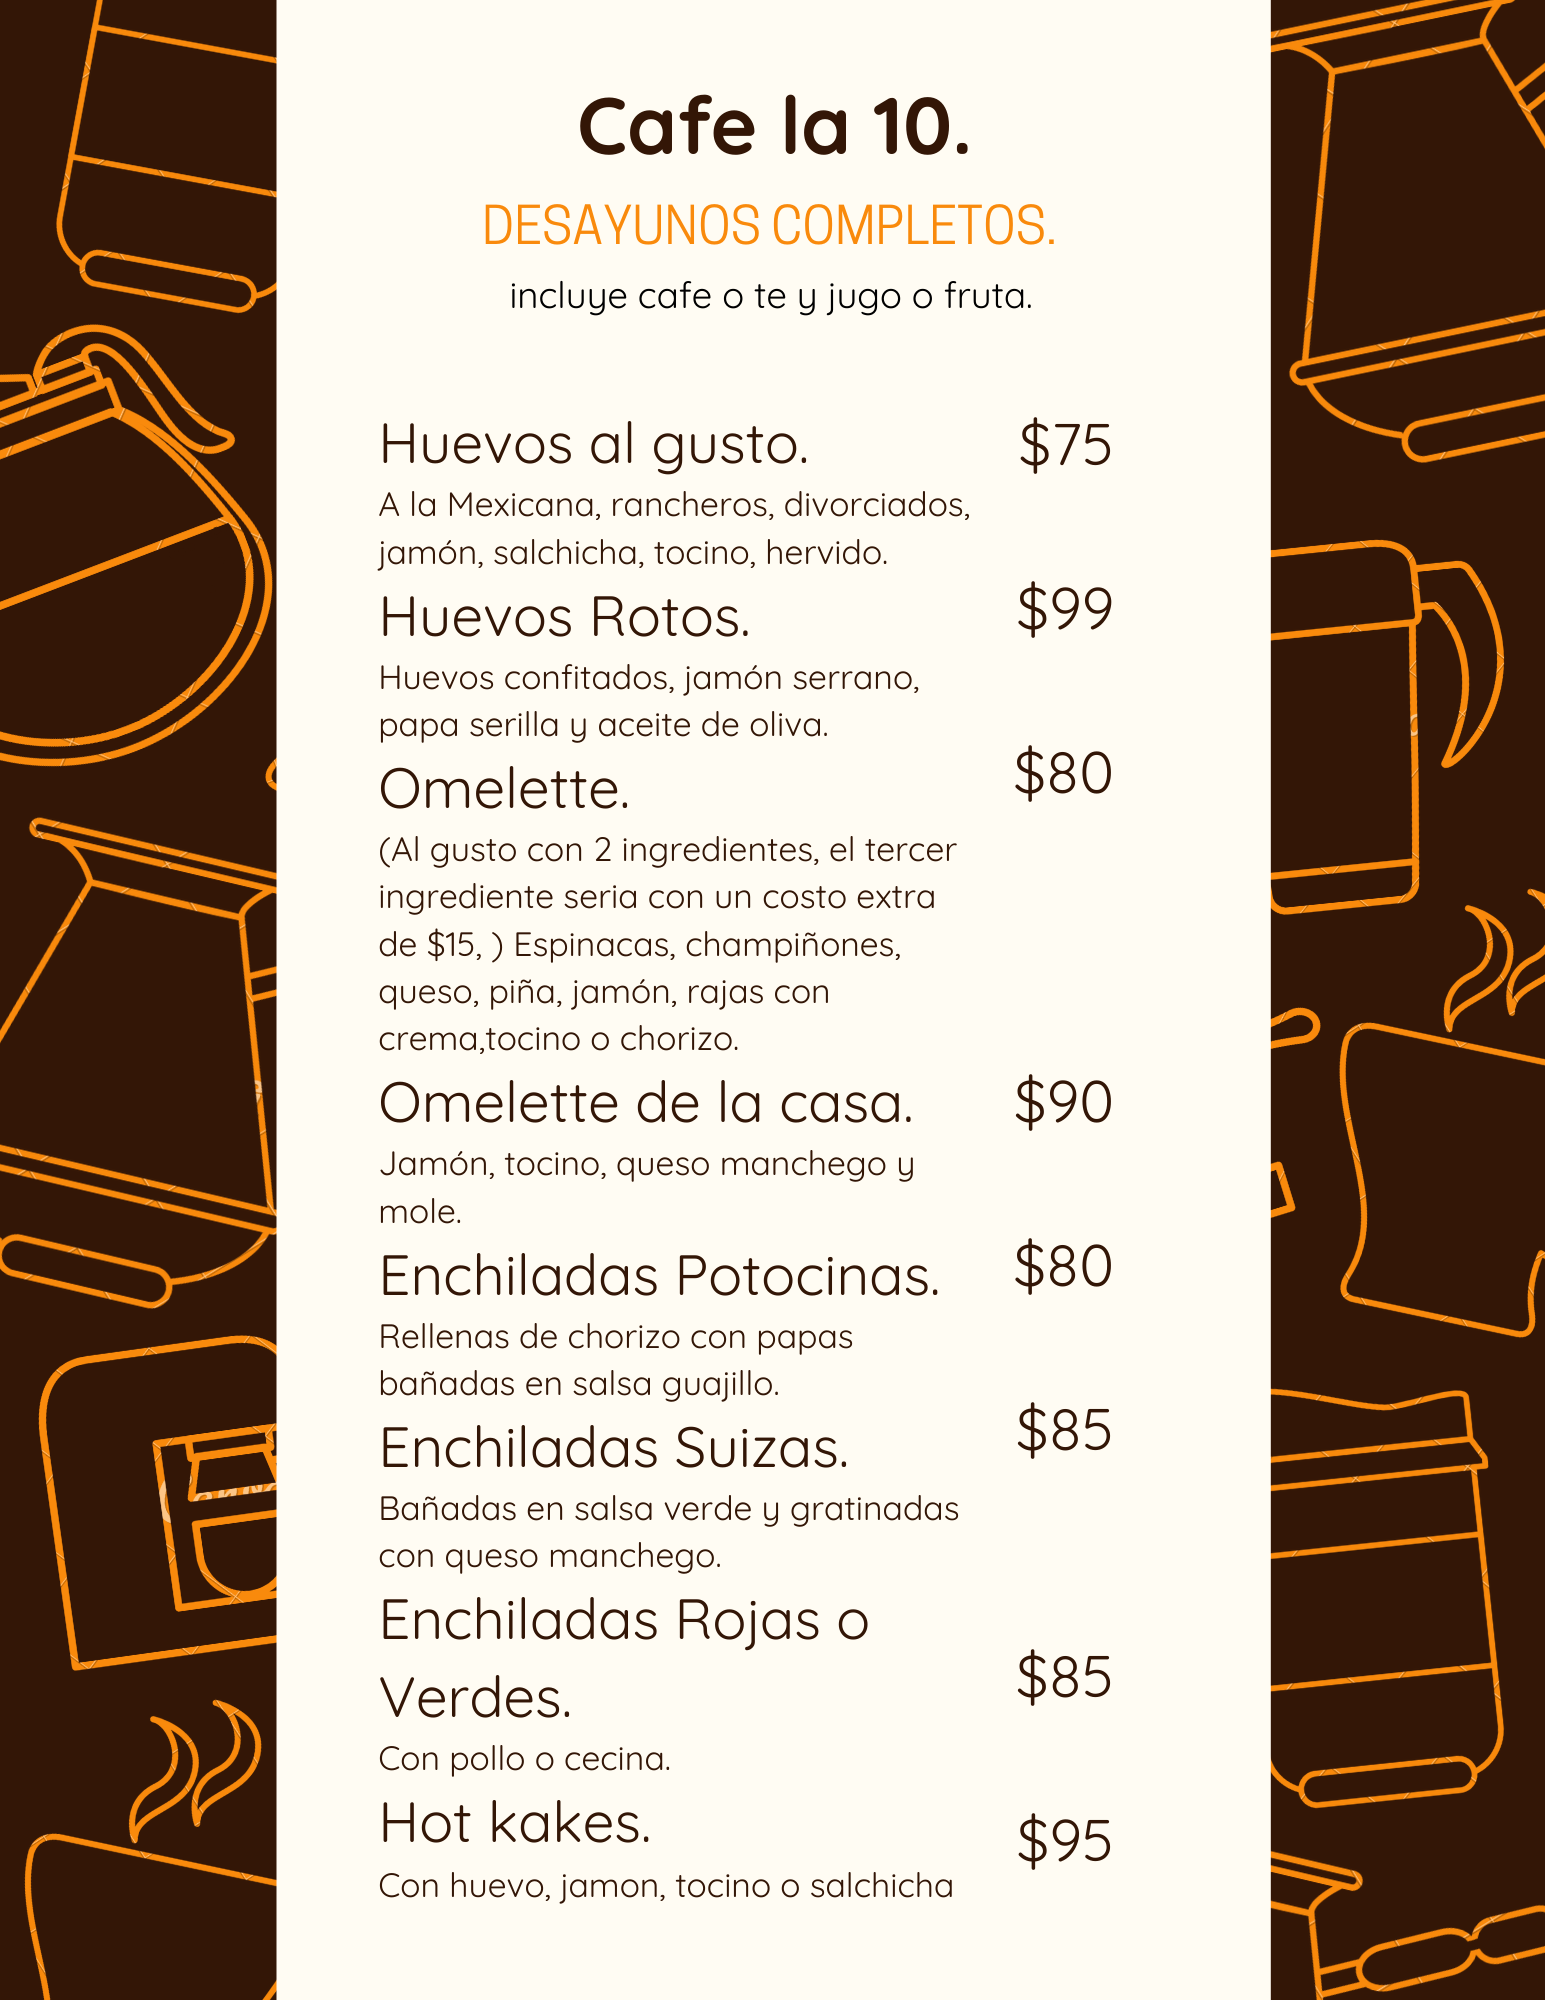 Cafe la 10.
DESAYUNOS COMPLETOS.
incluye cafe o te y jugo o fruta.
Huevos al gusto. $75
A la Mexicana, rancheros, divorciados,
jamón, salchicha, tocino, hervido.
Huevos Rotos. $99
Huevos confitados, jamón serrano,
papa serilla y aceite de oliva.
Omelette. $80
(Al gusto con 2 ingredientes, el tercer
ingrediente seria con un costo extra
de $15, ) Espinacas, champiñones,
queso, piña, jamón, rajas con
crema,tocino o chorizo.
Omelette de la casa. $90
Jamón, tocino, queso manchego y
mole.
Enchiladas Potocinas. $80
Rellenas de chorizo con papas
bañadas en salsa guajillo.
Enchiladas Suizas. $85
Bañadas en salsa verde y gratinadas
con queso manchego.
Enchiladas Rojas o
Verdes. $85
Con pollo o cecina.
Hot kakes. $95
Con huevo, jamon, tocino o salchicha